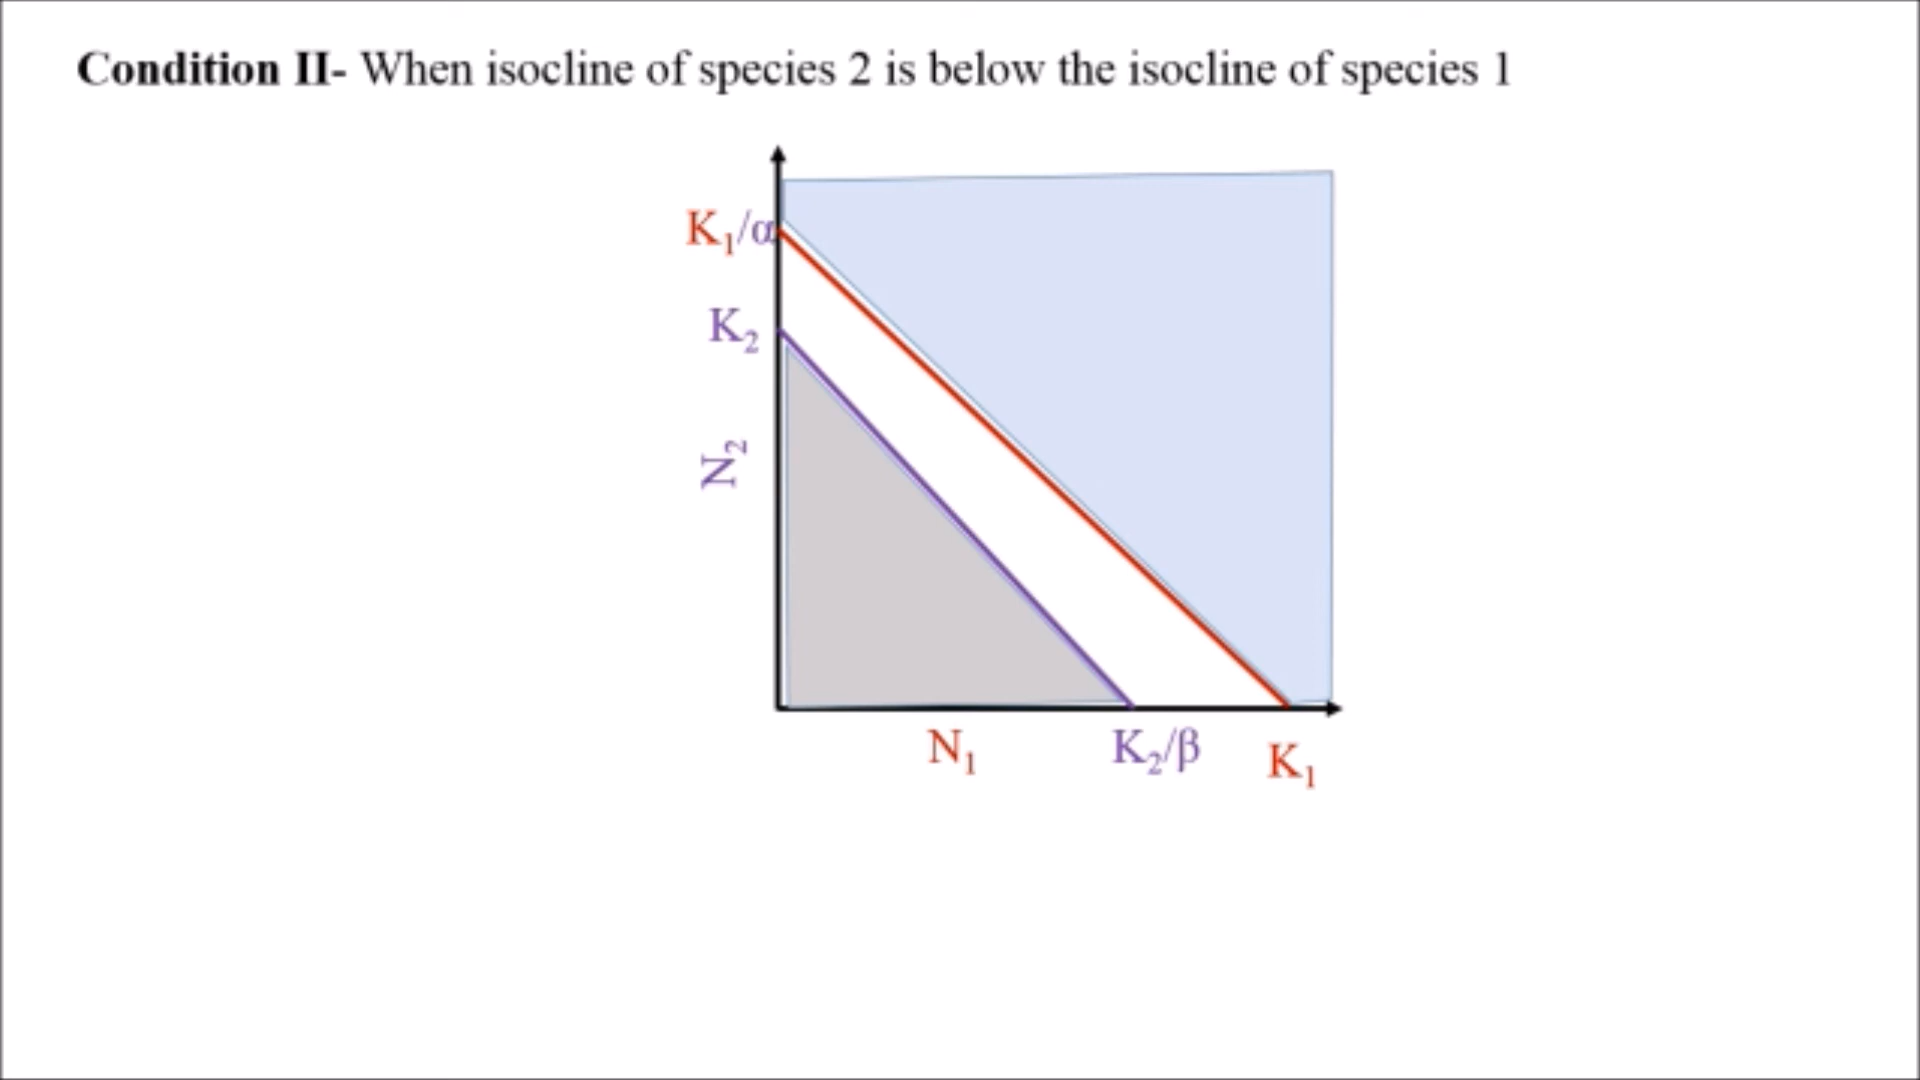 Condition II- When isocline of species 2 is below the isocline of species 1
K₁/α
K₂
N₂
N₁
K₂/β
K₁